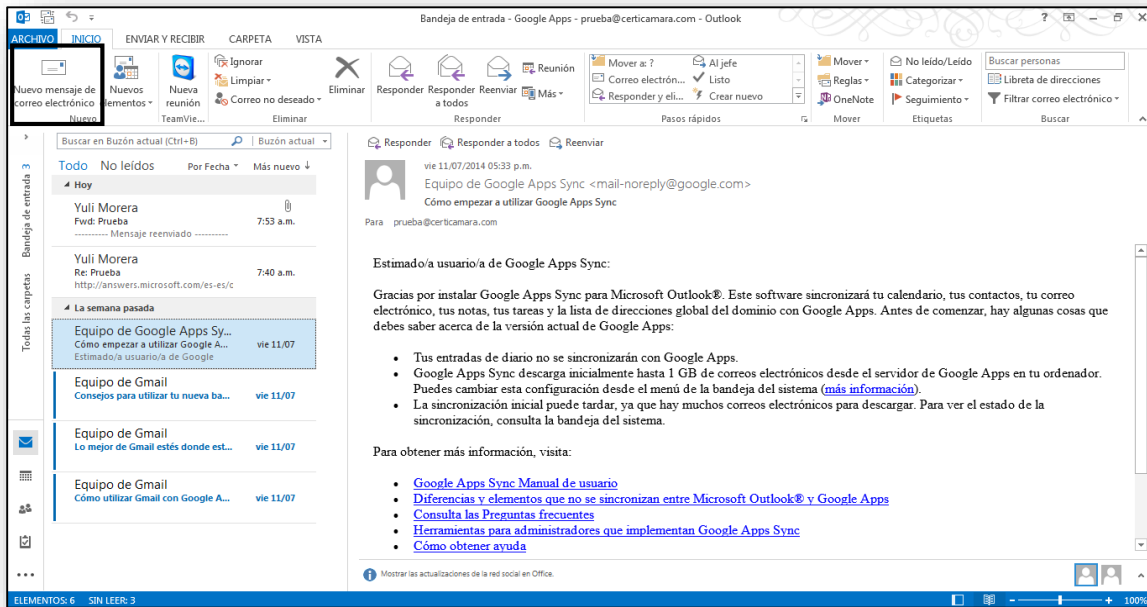 Bandeja de entrada - Google Apps - prueba@certicamara.com - Outlook
ARCHIVO INICIO ENVIAR Y RECIBIR CARPETA VISTA
Nuevo mensaje de correo electrónico
Nuevos elementos
Nueva reunión
Ignorar
Limpiar
Correo no deseado
Eliminar
Responder
Responder a todos
Reenviar
Reunión
Más
Mover a: ?
Correo electrón...
Responder y eli...
Al jefe
Listo
Crear nuevo
Mover
Reglas
OneNote
No leído/Leído
Categorizar
Seguimiento
Buscar personas
Libreta de direcciones
Filtrar correo electrónico
Nuevo TeamVie... Eliminar Responder Pasos rápidos Mover Etiquetas Buscar
Bandeja de entrada 3
Todas las carpetas
Buscar en Buzón actual (Ctrl+B) Buzón actual
Todo No leídos Por Fecha Más nuevo ↓
Hoy
Yuli Morera
Fwd: Prueba 7:53 a.m.
---------- Mensaje reenviado ----------
Yuli Morera
Re: Prueba 7:40 a.m.
http://answers.microsoft.com/es-es/c
La semana pasada
Equipo de Google Apps Sy...
Cómo empezar a utilizar Google A... vie 11/07
Estimado/a usuario/a de Google
Equipo de Gmail
Consejos para utilizar tu nueva ba... vie 11/07
Equipo de Gmail
Lo mejor de Gmail estés donde est... vie 11/07
Equipo de Gmail
Cómo utilizar Gmail con Google A... vie 11/07
Responder Responder a todos Reenviar
vie 11/07/2014 05:33 p.m.
Equipo de Google Apps Sync <mail-noreply@google.com>
Cómo empezar a utilizar Google Apps Sync
Para prueba@certicamara.com
Estimado/a usuario/a de Google Apps Sync:
Gracias por instalar Google Apps Sync para Microsoft Outlook®. Este software sincronizará tu calendario, tus contactos, tu correo
electrónico, tus notas, tus tareas y la lista de direcciones global del dominio con Google Apps. Antes de comenzar, hay algunas cosas que
debes saber acerca de la versión actual de Google Apps:
• Tus entradas de diario no se sincronizarán con Google Apps.
• Google Apps Sync descarga inicialmente hasta 1 GB de correos electrónicos desde el servidor de Google Apps en tu ordenador.
Puedes cambiar esta configuración desde el menú de la bandeja del sistema (más información).
• La sincronización inicial puede tardar, ya que hay muchos correos electrónicos para descargar. Para ver el estado de la
sincronización, consulta la bandeja del sistema.
Para obtener más información, visita:
• Google Apps Sync Manual de usuario
• Diferencias y elementos que no se sincronizan entre Microsoft Outlook® y Google Apps
• Consulta las Preguntas frecuentes
• Herramientas para administradores que implementan Google Apps Sync
• Cómo obtener ayuda
Mostrar las actualizaciones de la red social en Office.
ELEMENTOS: 6 SIN LEER: 3 100%